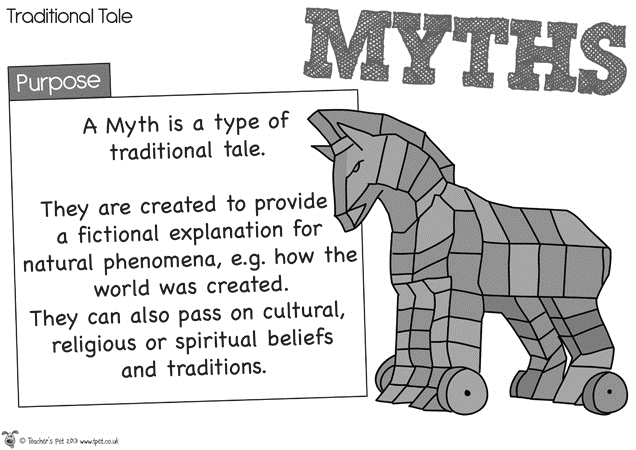 Traditional Tale
MYTHS
Purpose
A Myth is a type of
traditional tale.
They are created to provide
a fictional explanation for
natural phenomena, e.g. how the
world was created.
They can also pass on cultural,
religious or spiritual beliefs
and traditions.
© Teacher's Pet 2013 www.tpet.co.uk